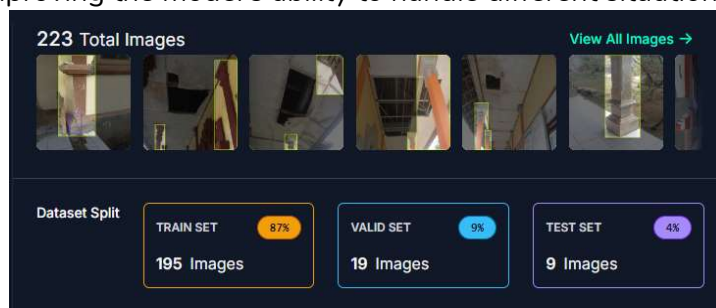 223 Total Images
View All Images →
Dataset Split
TRAIN SET 87%
195 Images
VALID SET 9%
19 Images
TEST SET 4%
9 Images